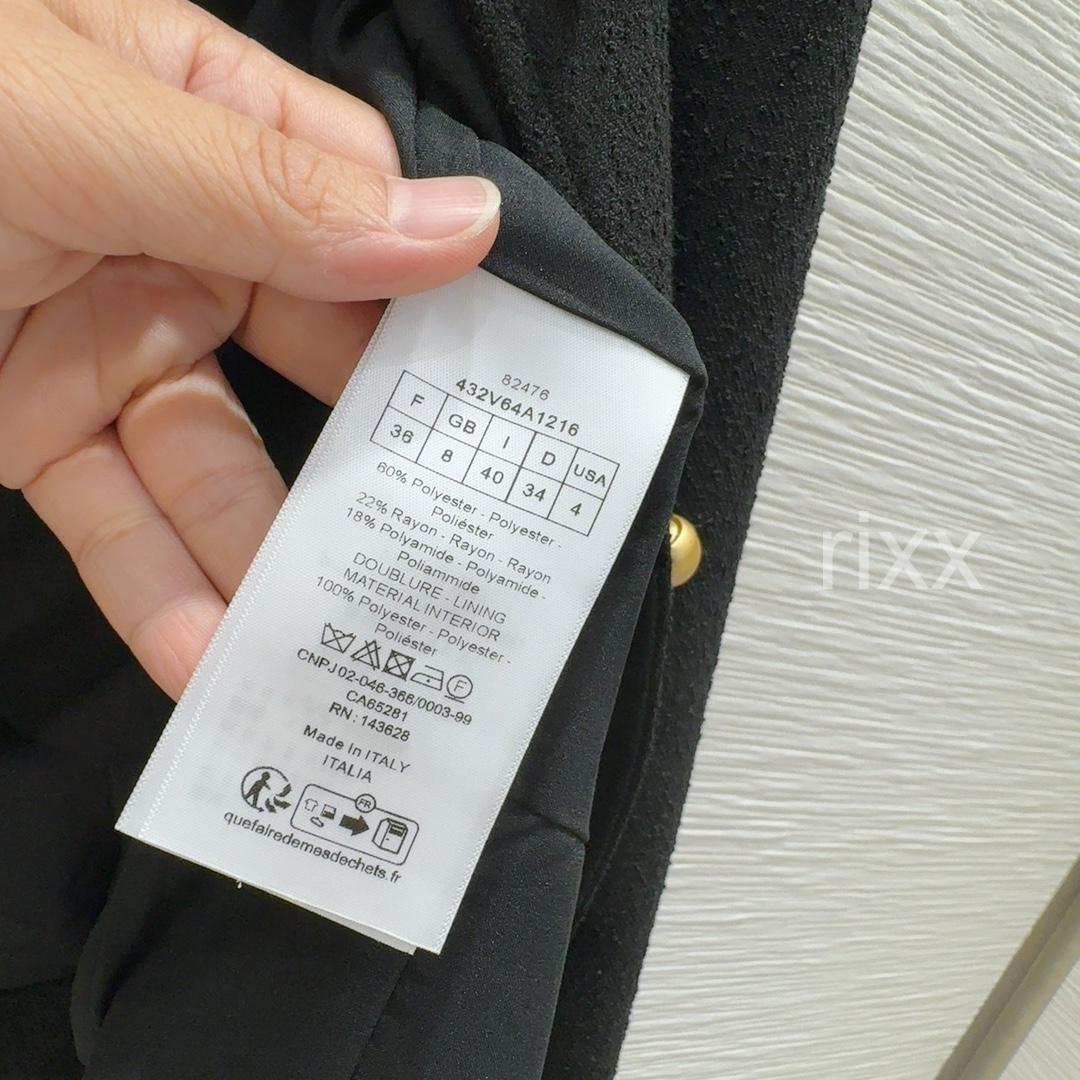 82476
432V64A1216
F GB I D USA
36 8 40 34 4
60% Polyester - Polyester -
Poliéster
22% Rayon - Rayon - Rayon
18% Polyamide - Polyamide -
Poliammide
DOUBLURE - LINING
MATERIAL INTERIOR
100% Polyester - Polyester -
Poliéster
F
CNPJ 02-046-366/0003-99
CA65281
RN : 143628
Made in ITALY
ITALIA
FR
quefairedemesdechets.fr
rixx